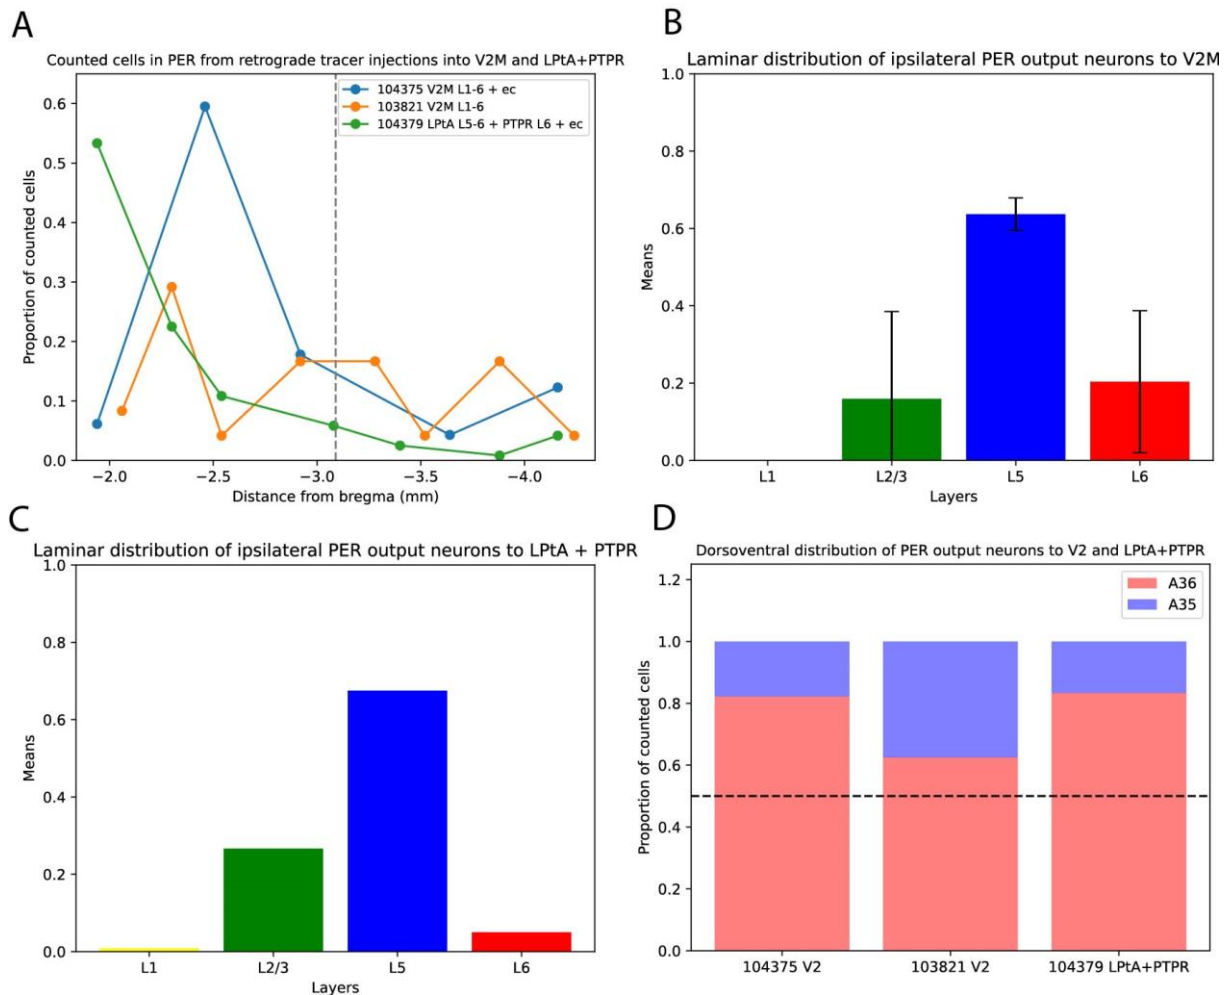 A
Counted cells in PER from retrograde tracer injections into V2M and LPtA+PTPR
104375 V2M L1-6 + ec
103821 V2M L1-6
104379 LPtA L5-6 + PTPR L6 + ec
Proportion of counted cells
0.6
0.5
0.4
0.3
0.2
0.1
0.0
−2.0
−2.5
−3.0
−3.5
−4.0
Distance from bregma (mm)
B
Laminar distribution of ipsilateral PER output neurons to V2M
Means
1.0
0.8
0.6
0.4
0.2
0.0
L1
L2/3
L5
L6
Layers
C
Laminar distribution of ipsilateral PER output neurons to LPtA + PTPR
Means
1.0
0.8
0.6
0.4
0.2
0.0
L1
L2/3
L5
L6
Layers
D
Dorsoventral distribution of PER output neurons to V2 and LPtA+PTPR
A36
A35
Proportion of counted cells
1.2
1.0
0.8
0.6
0.4
0.2
0.0
104375 V2
103821 V2
104379 LPtA+PTPR